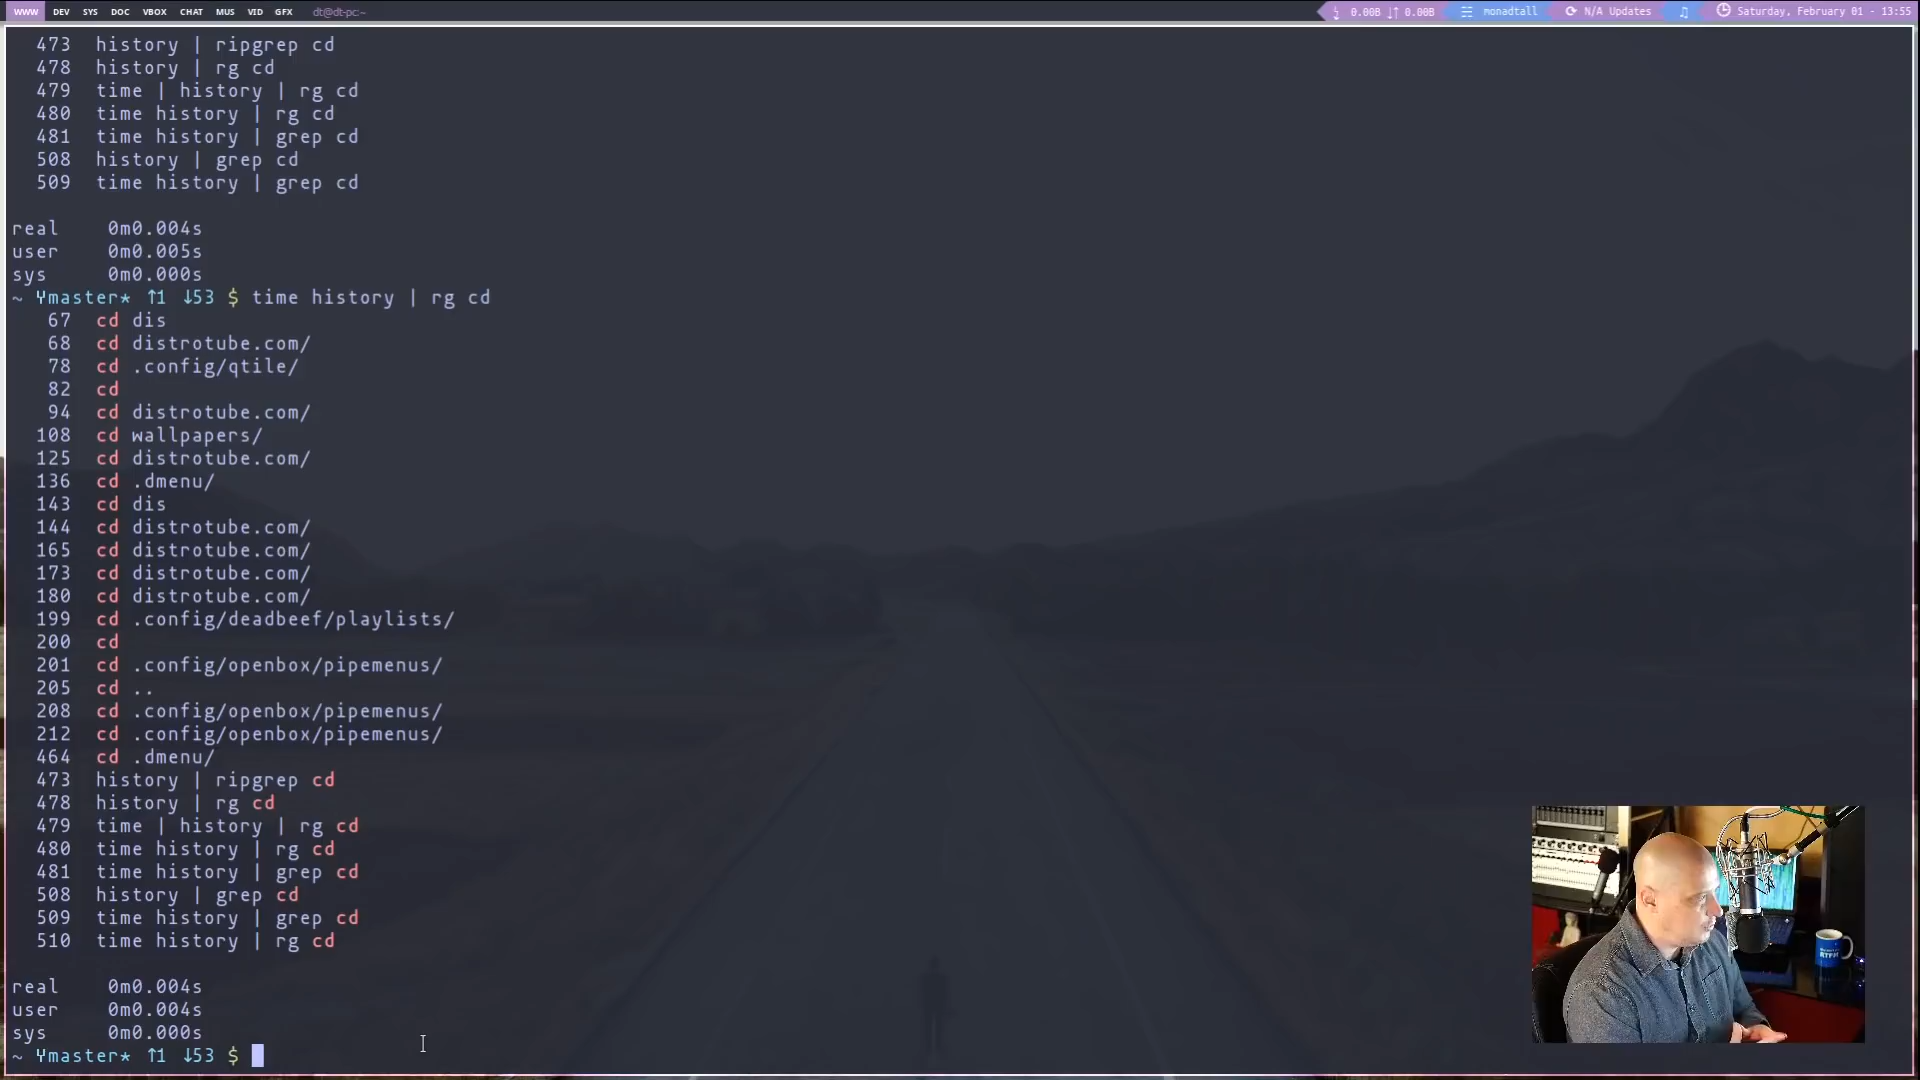 WWW DEV SYS DOC VBOX CHAT MUS VID GFX dt@dt-pc:~ 0.00B 0.00B monadtall N/A Updates Saturday, February 01 - 13:55
473 history | ripgrep cd
478 history | rg cd
479 time | history | rg cd
480 time history | rg cd
481 time history | grep cd
508 history | grep cd
509 time history | grep cd
real 0m0.004s
user 0m0.005s
sys 0m0.000s
~ Ⲯmaster* ↑1 ↓53 $ time history | rg cd
67 cd dis
68 cd distrotube.com/
78 cd .config/qtile/
82 cd
94 cd distrotube.com/
108 cd wallpapers/
125 cd distrotube.com/
136 cd .dmenu/
143 cd dis
144 cd distrotube.com/
165 cd distrotube.com/
173 cd distrotube.com/
180 cd distrotube.com/
199 cd .config/deadbeef/playlists/
200 cd
201 cd .config/openbox/pipemenus/
205 cd ..
208 cd .config/openbox/pipemenus/
212 cd .config/openbox/pipemenus/
464 cd .dmenu/
473 history | ripgrep cd
478 history | rg cd
479 time | history | rg cd
480 time history | rg cd
481 time history | grep cd
508 history | grep cd
509 time history | grep cd
510 time history | rg cd
real 0m0.004s
user 0m0.004s
sys 0m0.000s
~ Ⲯmaster* ↑1 ↓53 $
RTFM